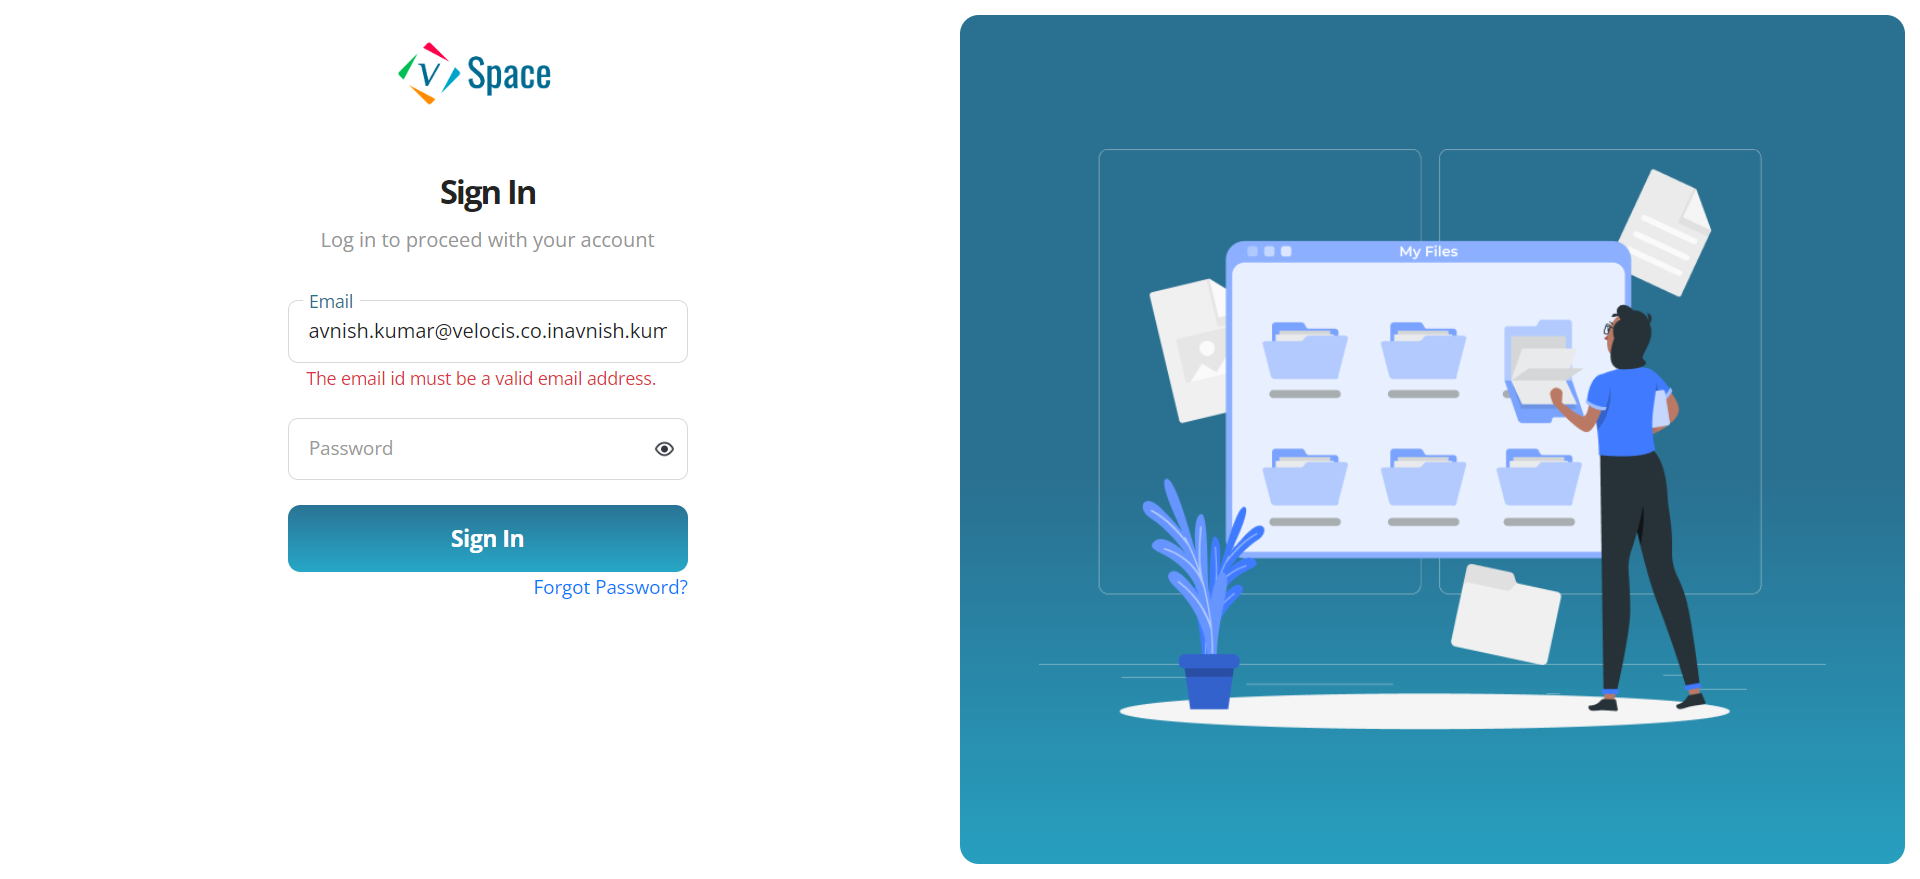 V Space
Sign In
Log in to proceed with your account
Email
avnish.kumar@velocis.co.inavnish.kum
The email id must be a valid email address.
Password
Sign In
Forgot Password?
My Files